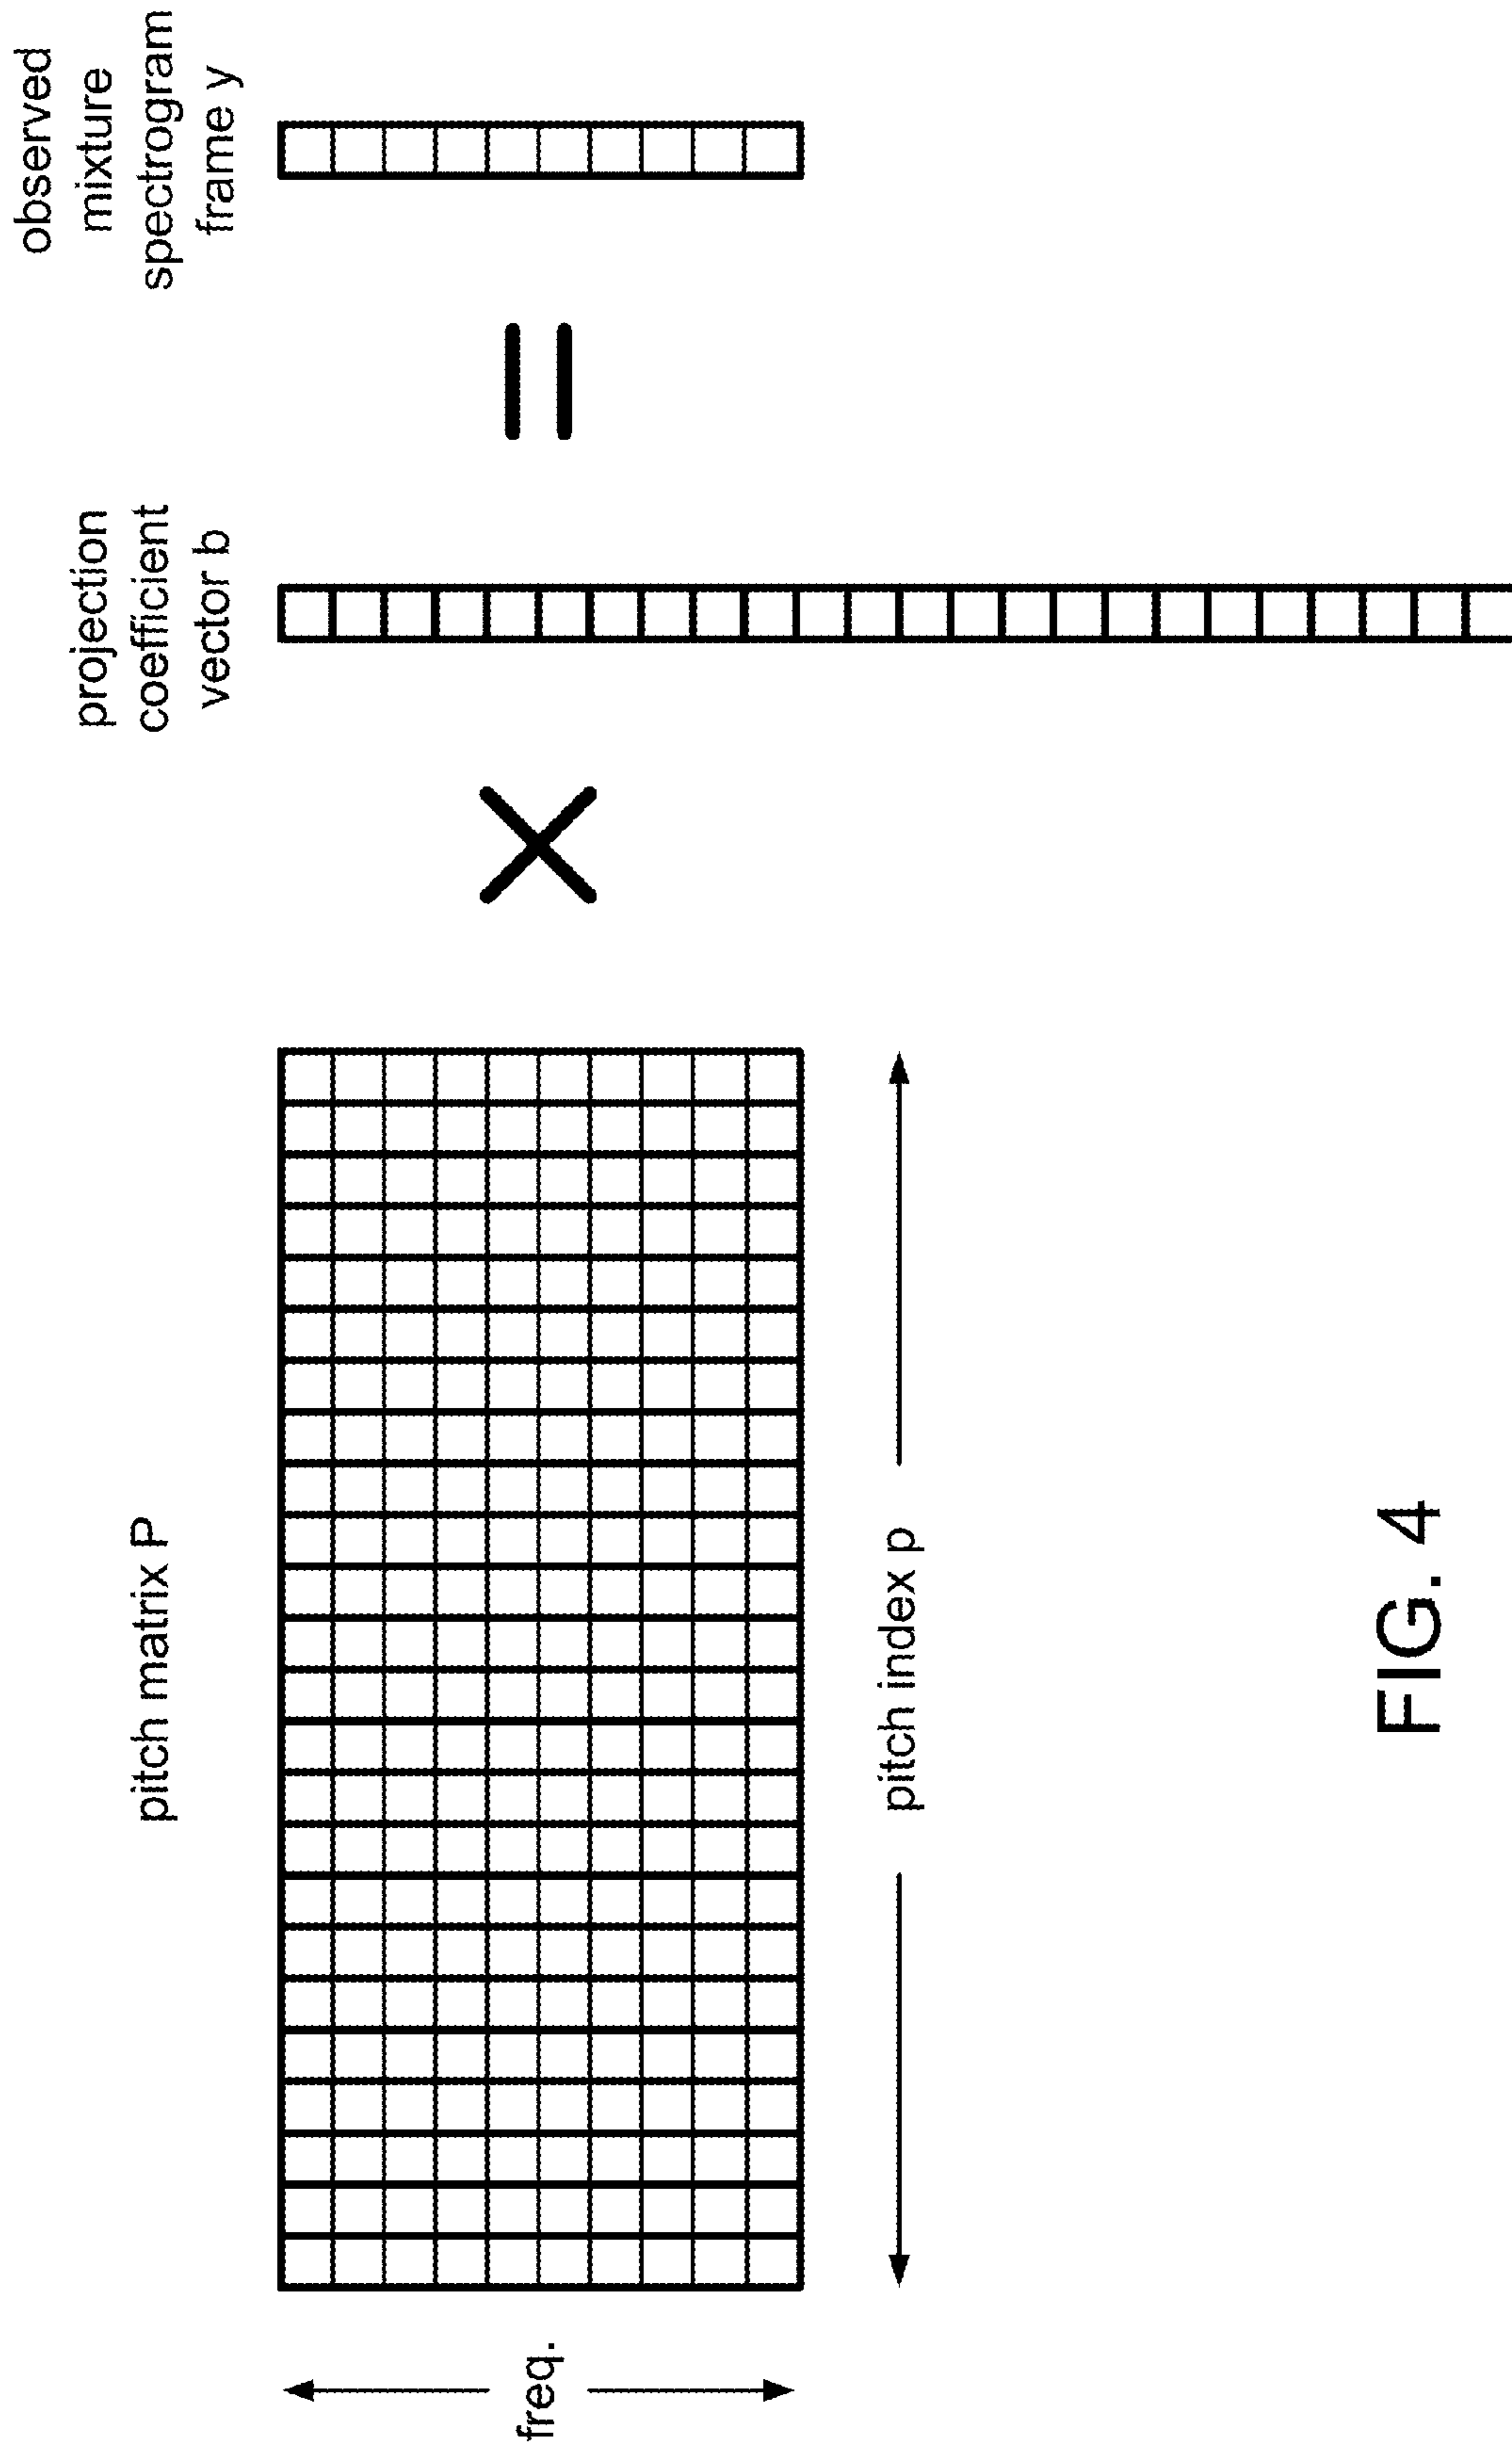 pitch matrix P
projection
coefficient
vector b
observed
mixture
spectrogram
frame y
freq.
pitch index p
FIG. 4